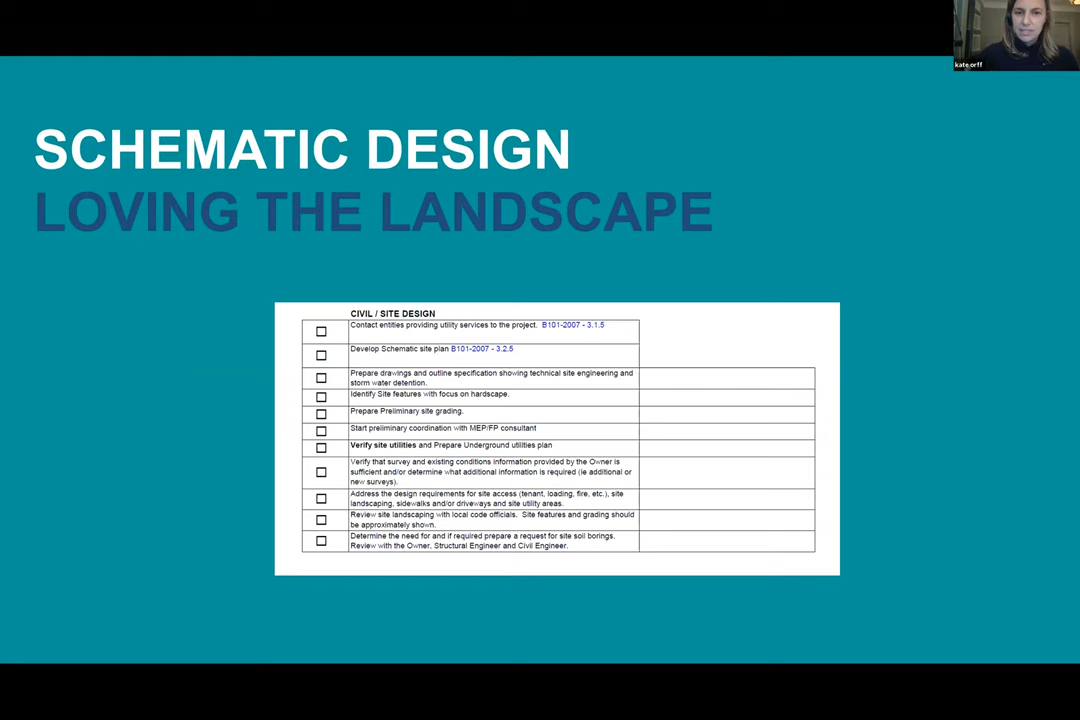 kate orff
SCHEMATIC DESIGN
LOVING THE LANDSCAPE
CIVIL / SITE DESIGN
Contact entities providing utility services to the project. B101-2007 - 3.1.5
Develop Schematic site plan B101-2007 - 3.2.5
Prepare drawings and outline specification showing technical site engineering and
storm water detention.
Identify Site features with focus on hardscape.
Prepare Preliminary site grading.
Start preliminary coordination with MEP/FP consultant
Verify site utilities and Prepare Underground utilities plan
Verify that survey and existing conditions information provided by the Owner is
sufficient and/or determine what additional information is required (ie additional or
new surveys).
Address the design requirements for site access (tenant, loading, fire, etc.), site
landscaping, sidewalks and/or driveways and site utility areas.
Review site landscaping with local code officials. Site features and grading should
be approximately shown.
Determine the need for and if required prepare a request for site soil borings.
Review with the Owner, Structural Engineer and Civil Engineer.